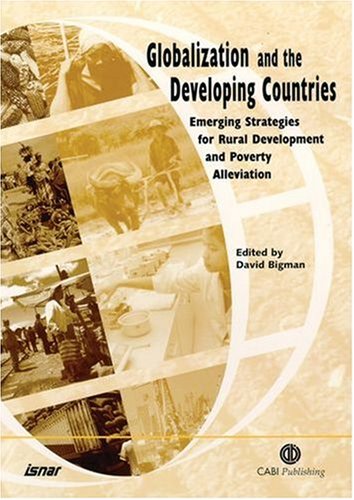 Globalization and the
Developing Countries
Emerging Strategies
for Rural Development
and Poverty
Alleviation
Edited by
David Bigman
isnar
CABI Publishing